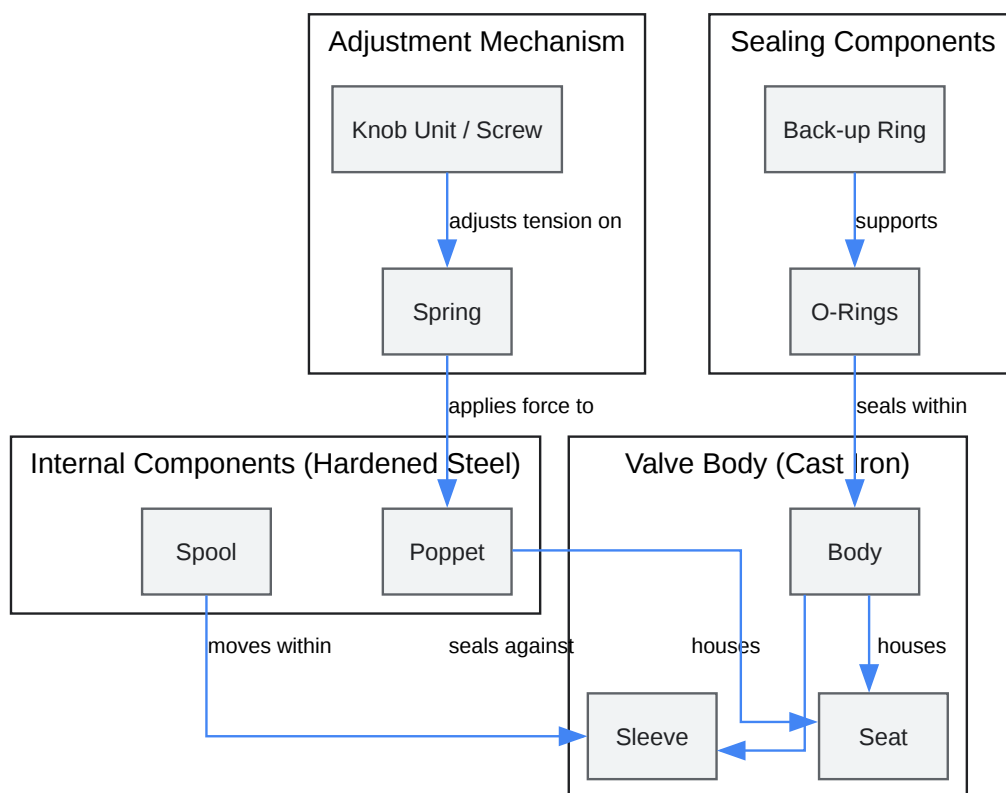 Adjustment Mechanism
Sealing Components
Knob Unit / Screw
Back-up Ring
adjusts tension on
supports
Spring
O-Rings
applies force to
seals within
Internal Components (Hardened Steel)
Valve Body (Cast Iron)
Spool
Poppet
Body
moves within
seals against
houses
houses
Sleeve
Seat